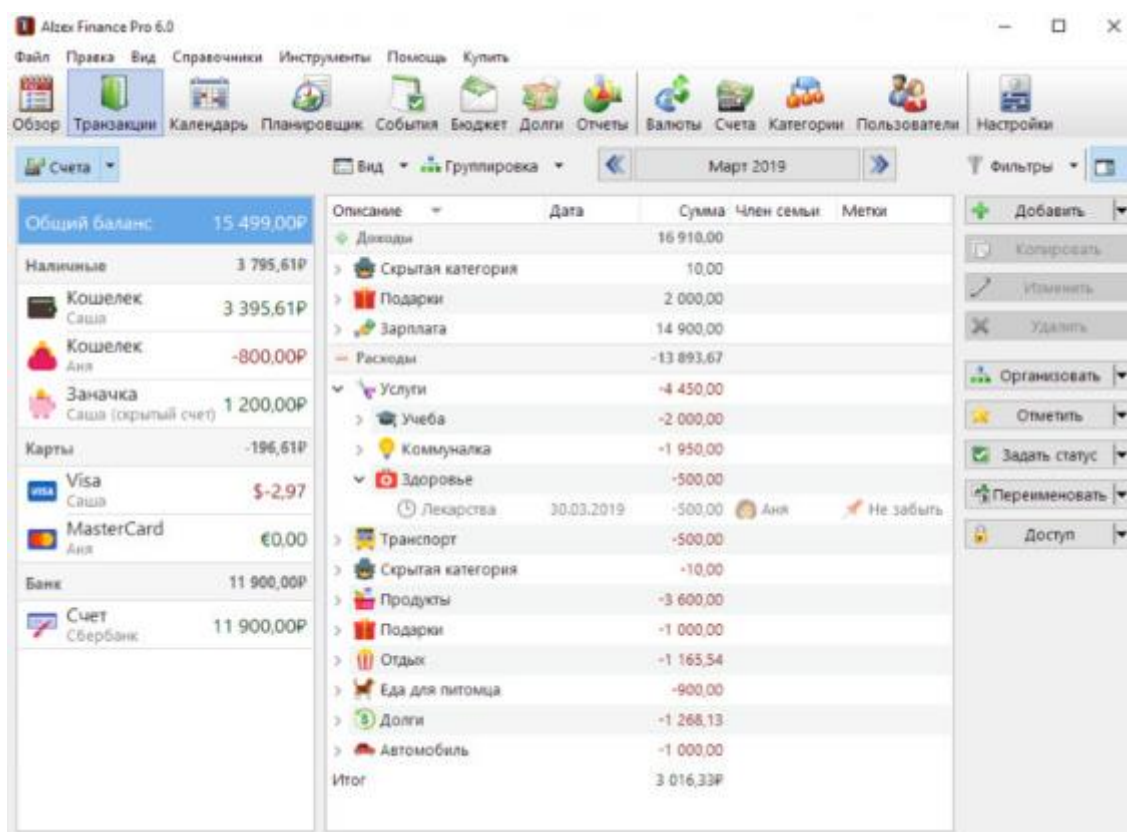 Alzex Finance Pro 6.0
Файл Правка Вид Справочники Инструменты Помощь Купить
Обзор Транзакции Календарь Планировщик События Бюджет Долги Отчеты Валюты Счета Категории Пользователи Настройки
Счета Вид Группировка Март 2019 Фильтры
Общий баланс 15 499,00₽
Наличные 3 795,61₽
Кошелек 3 395,61₽
Саша
Кошелек -800,00₽
Аня
Заначка 1 200,00₽
Саша (скрытый счет)
Карты -196,61₽
VISA Visa $-2,97
Саша
MasterCard €0,00
Аня
Банк 11 900,00₽
Счет 11 900,00₽
Сбербанк
Описание Дата Сумма Член семьи Метки
Доходы 16 910,00
Скрытая категория 10,00
Подарки 2 000,00
Зарплата 14 900,00
Расходы -13 893,67
Услуги -4 450,00
Учеба -2 000,00
Коммуналка -1 950,00
Здоровье -500,00
Лекарства 30.03.2019 -500,00 Аня Не забыть
Транспорт -500,00
Скрытая категория -10,00
Продукты -3 600,00
Подарки -1 000,00
Отдых -1 165,54
Еда для питомца -900,00
Долги -1 268,13
Автомобиль -1 000,00
Итог 3 016,33₽
Добавить
Копировать
Изменить
Удалить
Организовать
Отметить
Задать статус
Переименовать
Доступ